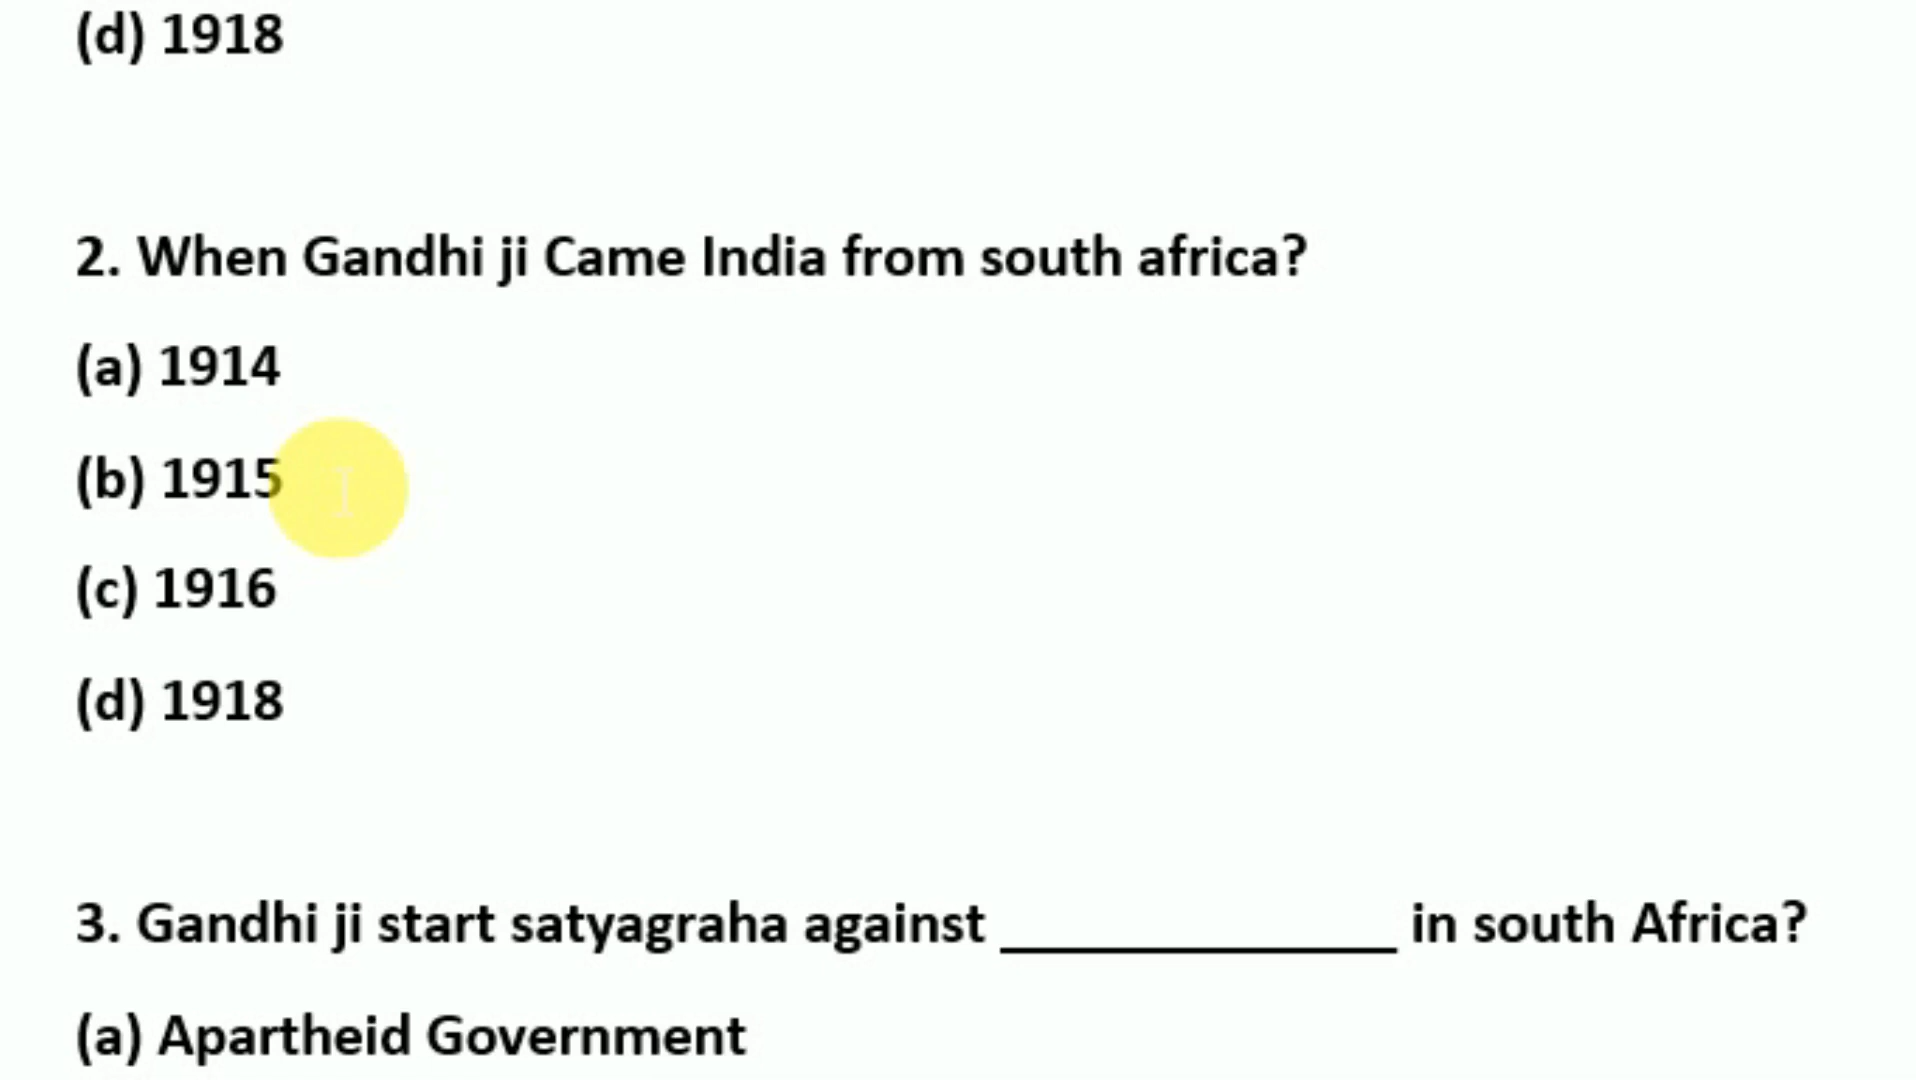 (d) 1918
2. When Gandhi ji Came India from south africa?
(a) 1914
(b) 1915
(c) 1916
(d) 1918
3. Gandhi ji start satyagraha against ____________ in south Africa?
(a) Apartheid Government